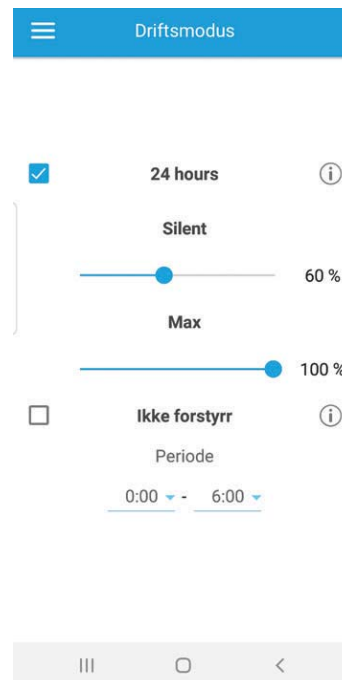 Driftsmodus
24 hours
Silent
60 %
Max
100 %
Ikke forstyrr
Periode
0:00 - 6:00